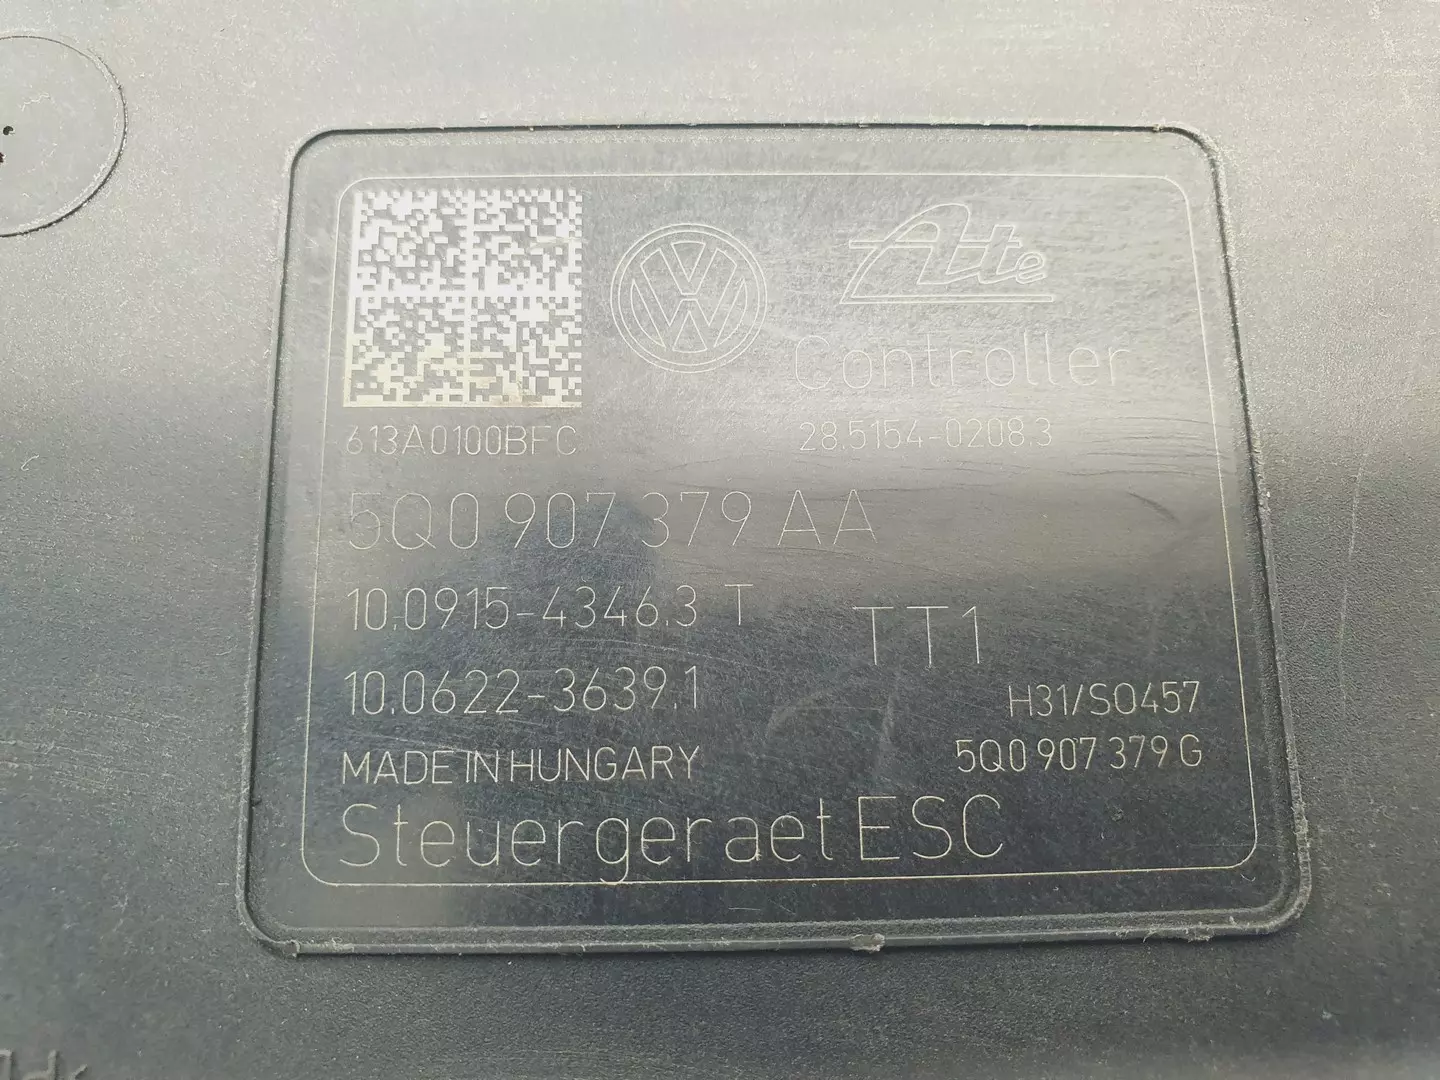 Ate
Controller
613A0100BFC
28.5154-0208.3
5Q0 907 379 AA
10.0915-4346.3 T
TT1
10.0622-3639.1
H31/S0457
MADE IN HUNGARY
5Q0 907 379 G
Steuergeraet ESC